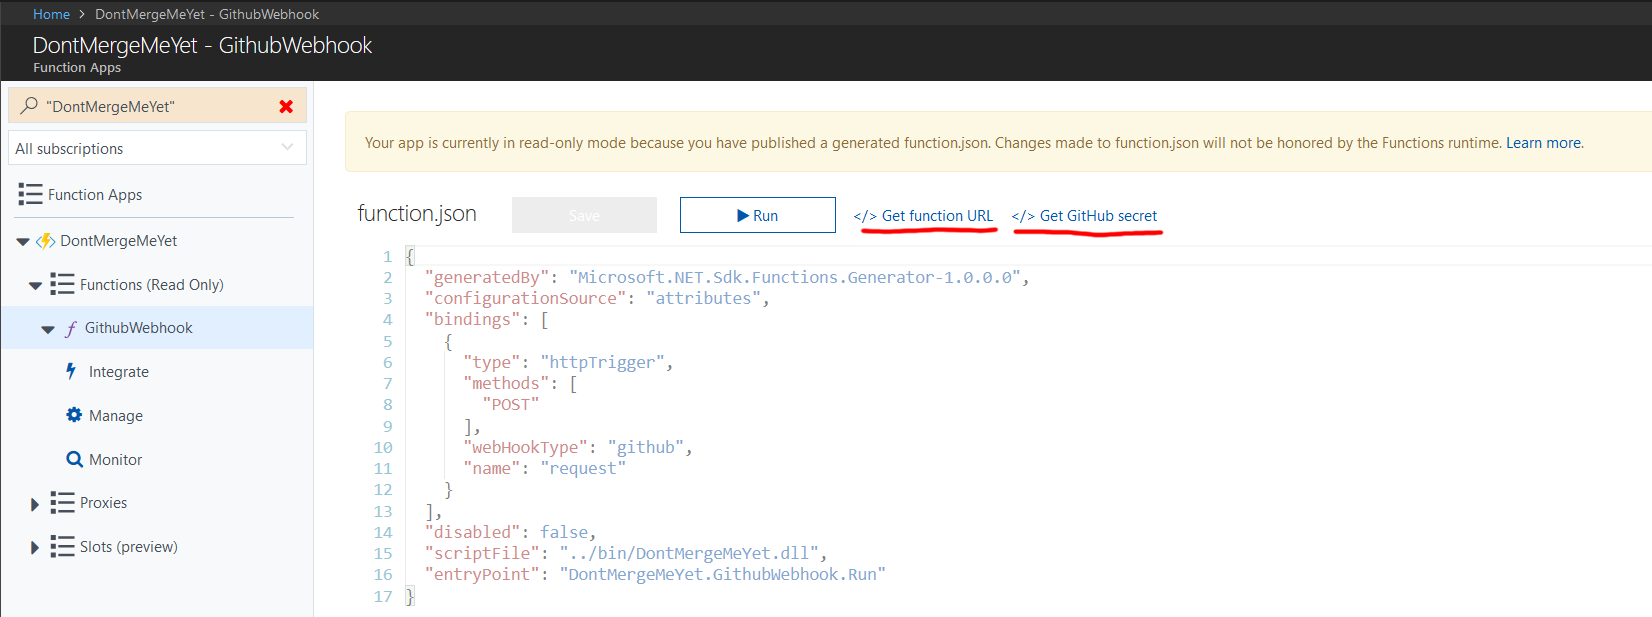 Home > DontMergeMeYet - GithubWebhook
DontMergeMeYet - GithubWebhook
Function Apps
"DontMergeMeYet"
All subscriptions
Function Apps
DontMergeMeYet
Functions (Read Only)
GithubWebhook
Integrate
Manage
Monitor
Proxies
Slots (preview)
Your app is currently in read-only mode because you have published a generated function.json. Changes made to function.json will not be honored by the Functions runtime. Learn more.
function.json Save Run </> Get function URL </> Get GitHub secret
1 {
2 "generatedBy": "Microsoft.NET.Sdk.Functions.Generator-1.0.0.0",
3 "configurationSource": "attributes",
4 "bindings": [
5 {
6 "type": "httpTrigger",
7 "methods": [
8 "POST"
9 ],
10 "webHookType": "github",
11 "name": "request"
12 }
13 ],
14 "disabled": false,
15 "scriptFile": "../bin/DontMergeMeYet.dll",
16 "entryPoint": "DontMergeMeYet.GithubWebhook.Run"
17 }